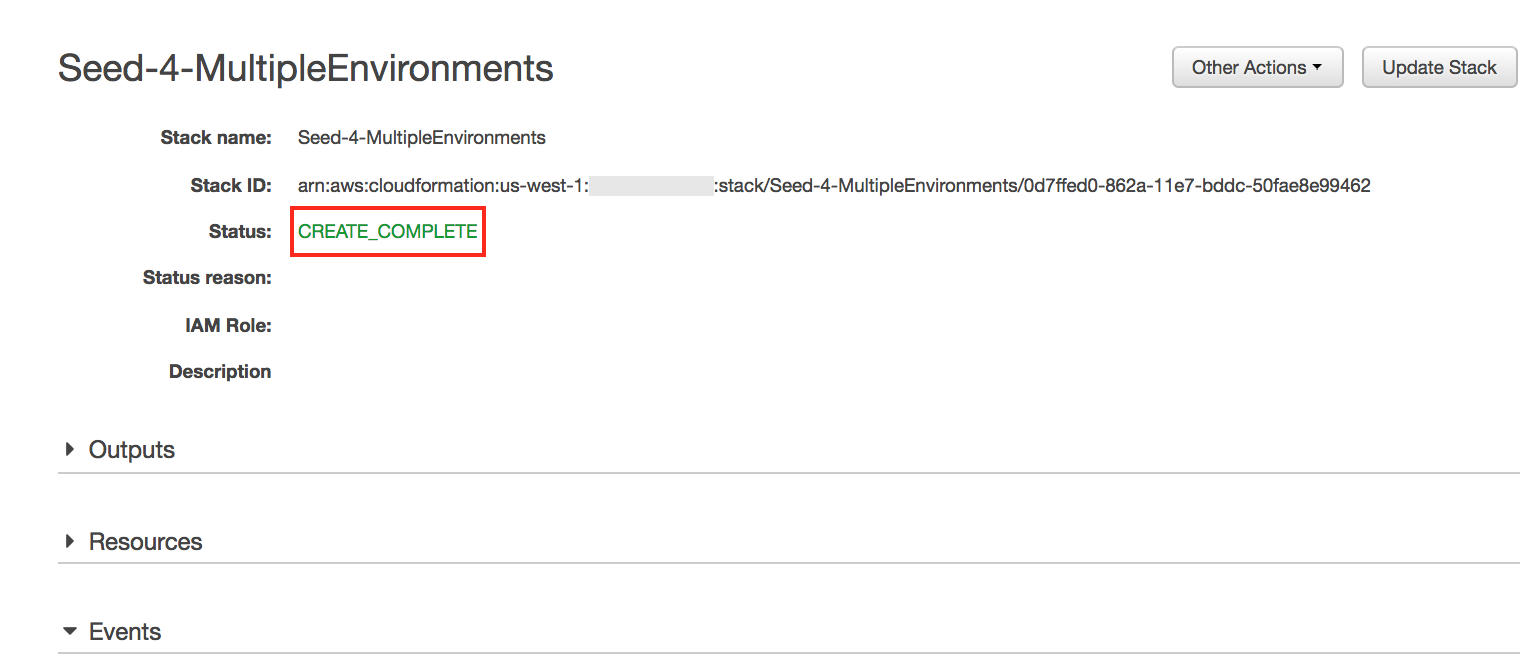 Seed-4-MultipleEnvironments
Other Actions
Update Stack
Stack name: Seed-4-MultipleEnvironments
Stack ID: arn:aws:cloudformation:us-west-1: :stack/Seed-4-MultipleEnvironments/0d7ffed0-862a-11e7-bddc-50fae8e99462
Status: CREATE_COMPLETE
Status reason:
IAM Role:
Description
Outputs
Resources
Events